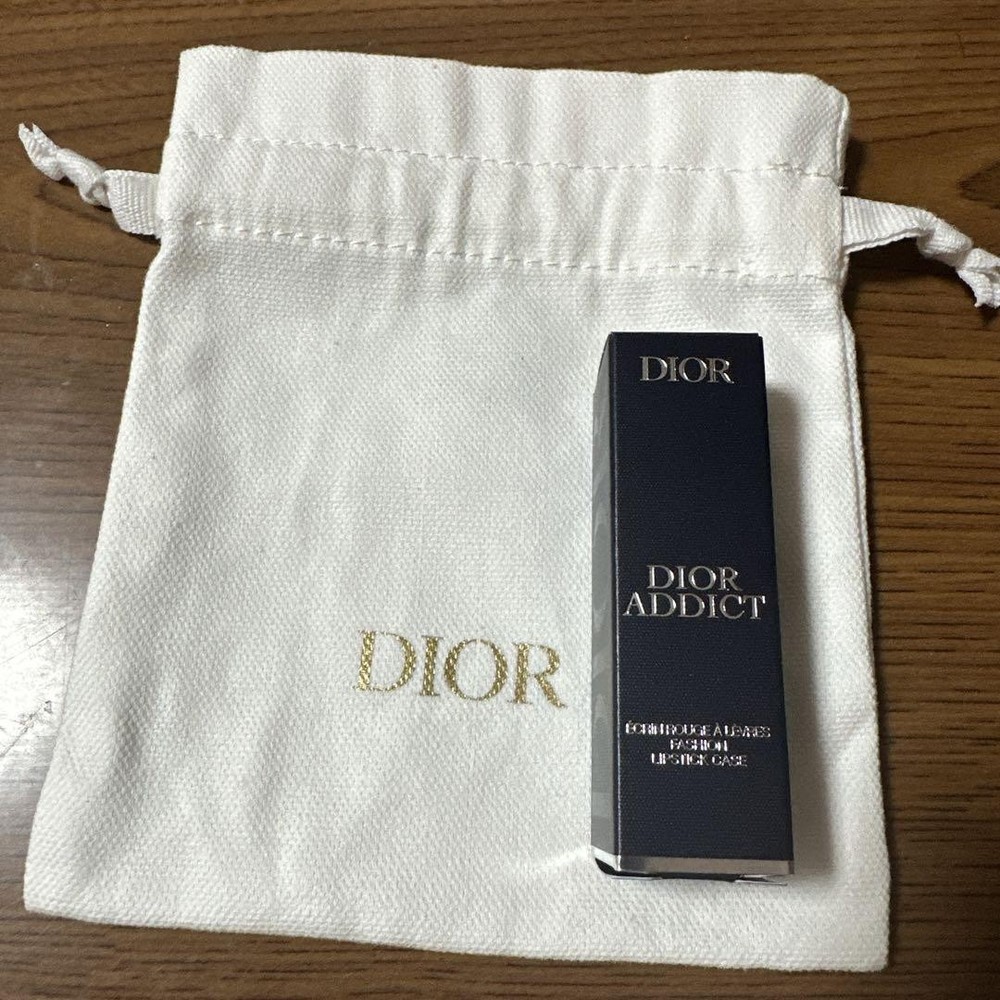 DIOR
DIOR
ADDICT
ÉCRIN ROUGE À LÈVRES
FASHION
LIPSTICK CASE
DIOR